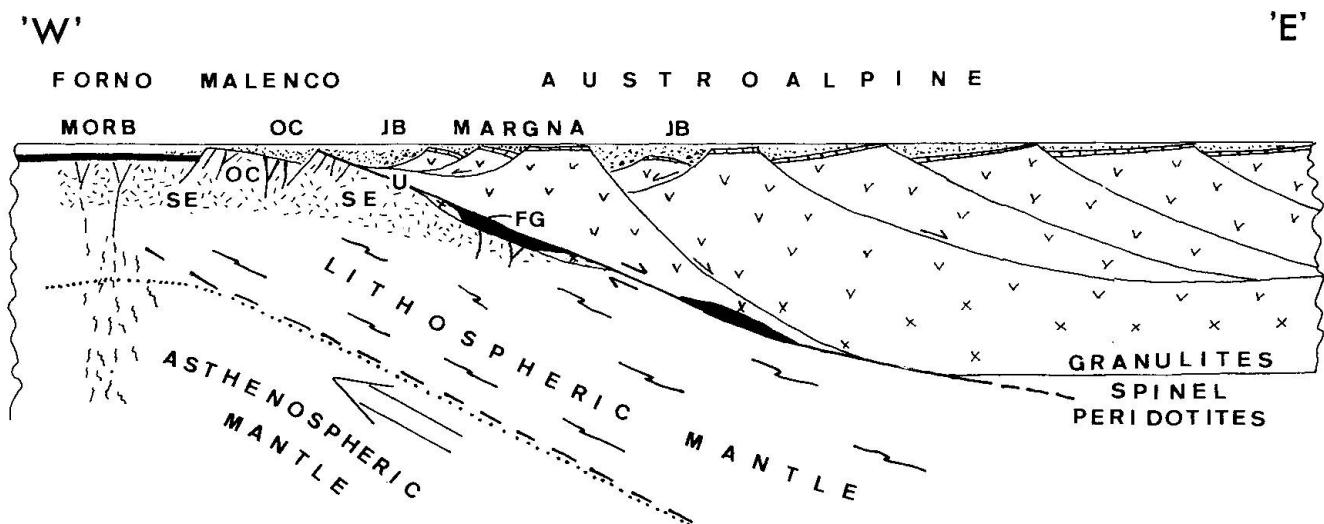 'W' 'E'
FORNO MALENCO AUSTROALPINE
MORB OC JB MARGNA JB
OC
U
SE SE
FG
LITHOSPHERIC MANTLE
GRANULITES
SPINEL
PERIDOTITES
ASTHENOSPHERIC
MANTLE